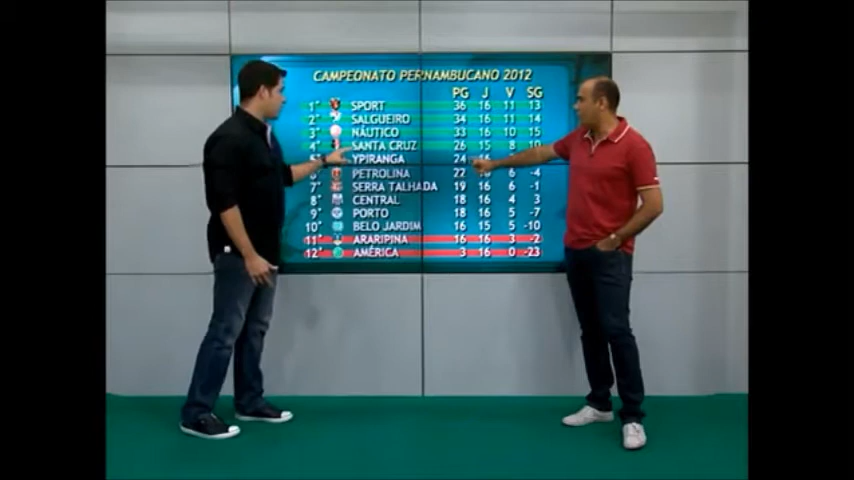 CAMPEONATO PERNAMBUCANO 2012
PG J V SG
1° SPORT 36 16 11 13
2° SALGUEIRO 34 16 11 14
3° NÁUTICO 33 16 10 15
4° SANTA CRUZ 26 15 8 10
YPIRANGA 24
PETROLINA 22 16 6 -4
7° SERRA TALHADA 19 16 6 -1
8° CENTRAL 18 16 4 3
9° PORTO 18 16 5 -7
10° BELO JARDIM 16 15 5 -10
11° ARARIPINA 16 16 3 -2
12° AMÉRICA 3 16 0 -23